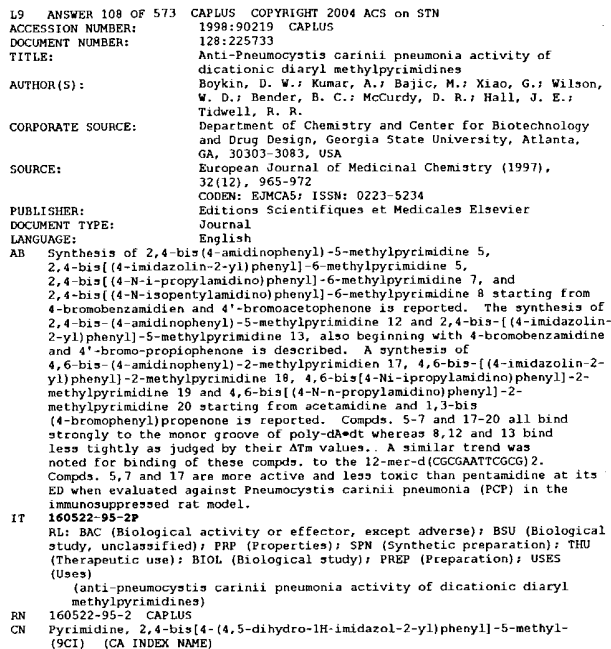 L9 ANSWER 108 OF 573 CAPLUS COPYRIGHT 2004 ACS on STN
ACCESSION NUMBER: 1998:90219 CAPLUS
DOCUMENT NUMBER: 128:225733
TITLE: Anti-Pneumocystis carinii pneumonia activity of
dicationic diaryl methylpyrimidines
AUTHOR(S): Boykin, D. W.; Kumar, A.; Bajic, M.; Xiao, G.; Wilson,
W. D.; Bender, B. C.; McCurdy, D. R.; Hall, J. E.;
Tidwell, R. R.
CORPORATE SOURCE: Department of Chemistry and Center for Biotechnology
and Drug Design, Georgia State University, Atlanta,
GA, 30303-3083, USA
SOURCE: European Journal of Medicinal Chemistry (1997),
32(12), 965-972
CODEN: EJMCA5; ISSN: 0223-5234
PUBLISHER: Editions Scientifiques et Medicales Elsevier
DOCUMENT TYPE: Journal
LANGUAGE: English
AB Synthesis of 2,4-bis(4-amidinophenyl)-5-methylpyrimidine 5,
2,4-bis[(4-imidazolin-2-yl)phenyl]-6-methylpyrimidine 5,
2,4-bis[(4-N-i-propylamidino)phenyl]-6-methylpyrimidine 7, and
2,4-bis[(4-N-isopentylamidino)phenyl]-6-methylpyrimidine 8 starting from
4-bromobenzamidien and 4'-bromoacetophenone is reported. The synthesis of
2,4-bis-(4-amidinophenyl)-5-methylpyrimidine 12 and 2,4-bis-[(4-imidazolin-
2-yl)phenyl]-5-methylpyrimidine 13, also beginning with 4-bromobenzamidine
and 4'-bromo-propiophenone is described. A synthesis of
4,6-bis-(4-amidinophenyl)-2-methylpyrimidien 17, 4,6-bis-[(4-imidazolin-2-
yl)phenyl]-2-methylpyrimidine 18, 4,6-bis[4-Ni-ipropylamidino)phenyl]-2-
methylpyrimidine 19 and 4,6-bis[(4-N-n-propylamidino)phenyl]-2-
methylpyrimidine 20 starting from acetamidine and 1,3-bis
(4-bromophenyl)propenone is reported. Compds. 5-7 and 17-20 all bind
strongly to the monor groove of poly-dA•dt whereas 8,12 and 13 bind
less tightly as judged by their ΔTm values.. A similar trend was
noted for binding of these compds. to the 12-mer-d(CGCGAATTCGCG)2.
Compds. 5,7 and 17 are more active and less toxic than pentamidine at its
ED when evaluated against Pneumocystis carinii pneumonia (PCP) in the
immunosuppressed rat model.
IT 160522-95-2P
RL: BAC (Biological activity or effector, except adverse); BSU (Biological
study, unclassified); PRP (Properties); SPN (Synthetic preparation); THU
(Therapeutic use); BIOL (Biological study); PREP (Preparation); USES
(Uses)
(anti-pneumocystis carinii pneumonia activity of dicationic diaryl
methylpyrimidines)
RN 160522-95-2 CAPLUS
CN Pyrimidine, 2,4-bis[4-(4,5-dihydro-1H-imidazol-2-yl)phenyl]-5-methyl-
(9CI) (CA INDEX NAME)